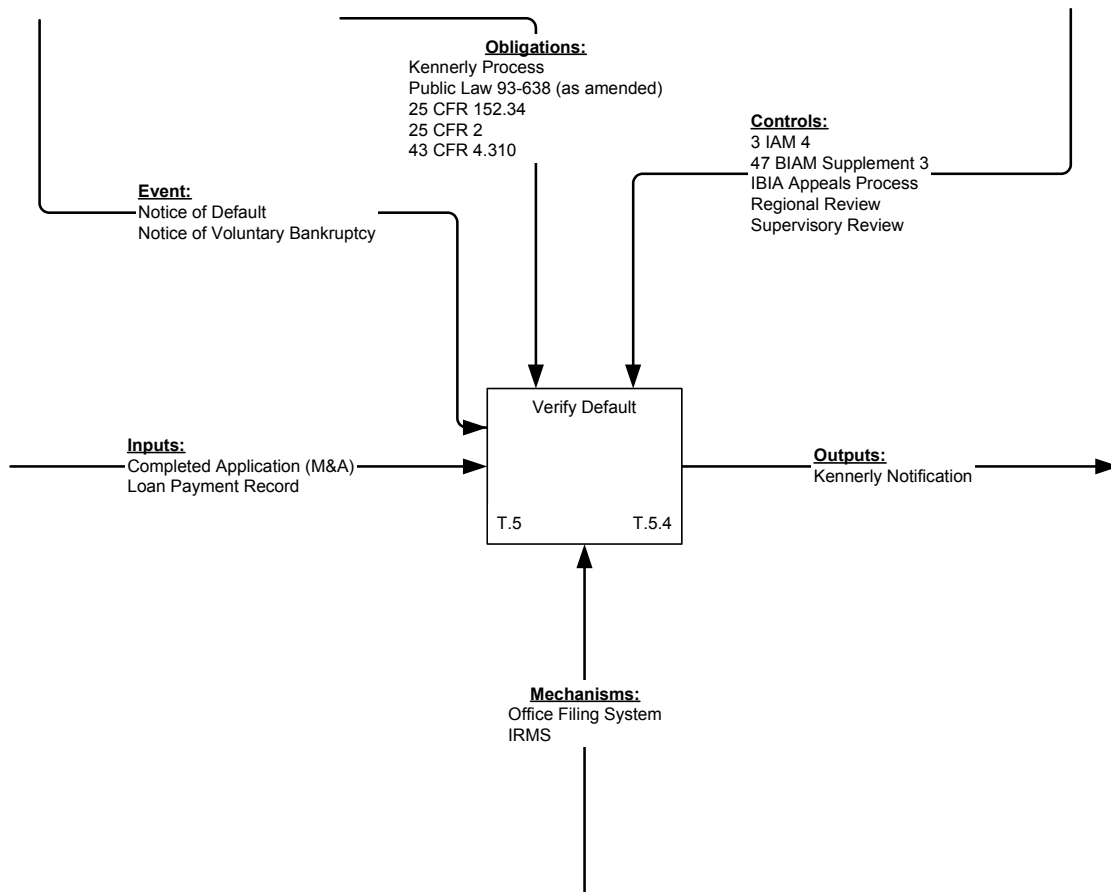 Obligations:
Kennerly Process
Public Law 93-638 (as amended)
25 CFR 152.34
25 CFR 2
43 CFR 4.310
Controls:
3 IAM 4
47 BIAM Supplement 3
IBIA Appeals Process
Regional Review
Supervisory Review
Event:
Notice of Default
Notice of Voluntary Bankruptcy
Verify Default
T.5 T.5.4
Inputs:
Completed Application (M&A)
Loan Payment Record
Outputs:
Kennerly Notification
Mechanisms:
Office Filing System
IRMS